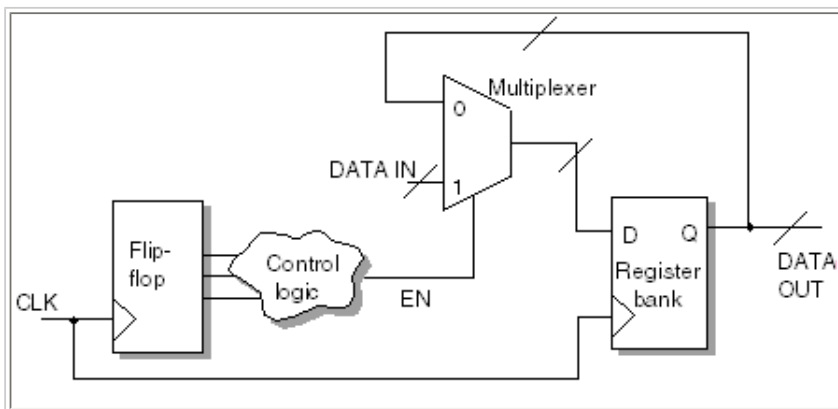 Multiplexer
0
DATA IN
1
Flip-
flop
Control
logic
D Q
Register
bank
DATA
OUT
CLK
EN